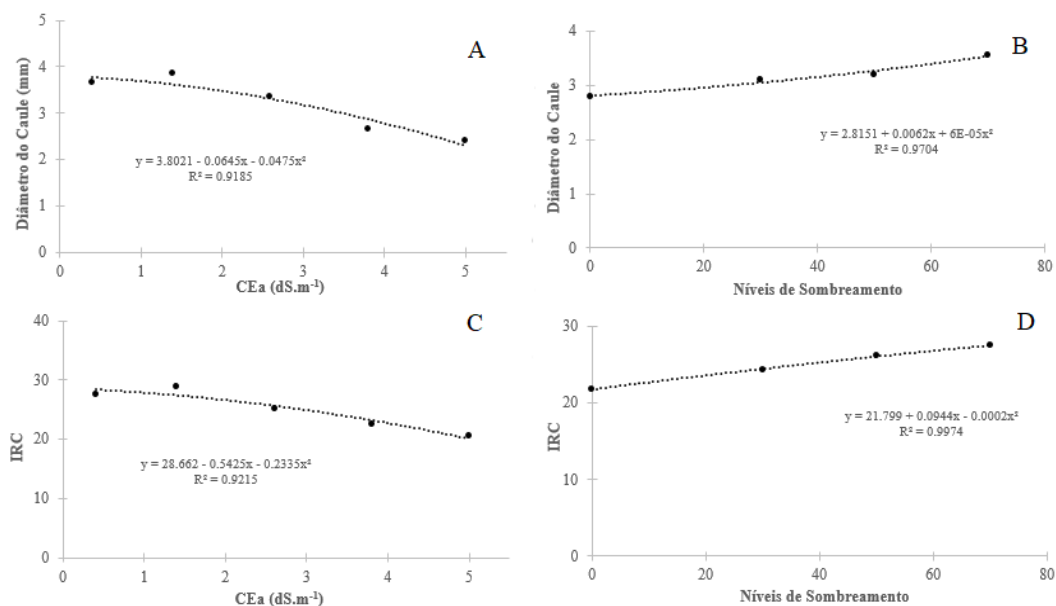 A
Diâmetro do Caule (mm)
5
4
3
2
1
0
y = 3.8021 - 0.0645x - 0.0475x²
R² = 0.9185
0 1 2 3 4 5
CEa (dS.m⁻¹)
B
Diâmetro do Caule
4
3
2
1
0
y = 2.8151 + 0.0062x + 6E-05x²
R² = 0.9704
0 20 40 60 80
Níveis de Sombreamento
C
IRC
40
30
20
10
0
y = 28.662 - 0.5425x - 0.2335x²
R² = 0.9215
0 1 2 3 4 5
CEa (dS.m⁻¹)
D
IRC
30
20
10
0
y = 21.799 + 0.0944x - 0.0002x²
R² = 0.9974
0 20 40 60 80
Níveis de Sombreamento